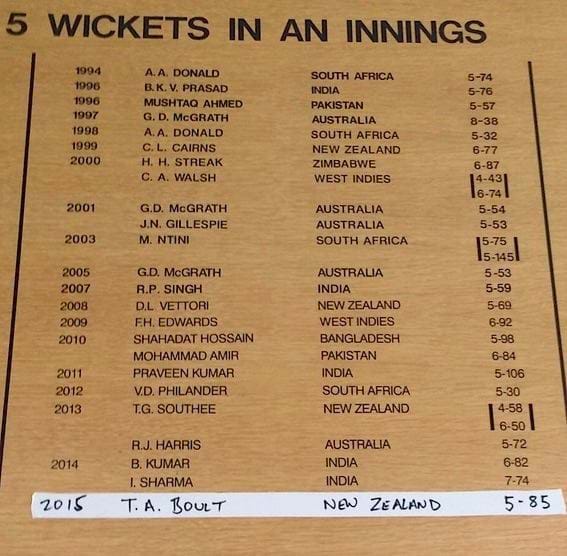 5 WICKETS IN AN INNINGS
1994 A.A. DONALD SOUTH AFRICA 5-74
1996 B.K.V. PRASAD INDIA 5-76
1996 MUSHTAQ AHMED PAKISTAN 5-57
1997 G.D. McGRATH AUSTRALIA 8-38
1998 A.A. DONALD SOUTH AFRICA 5-32
1999 C.L. CAIRNS NEW ZEALAND 6-77
2000 H.H. STREAK ZIMBABWE 6-87
C.A. WALSH WEST INDIES 4-43
6-74
2001 G.D. McGRATH AUSTRALIA 5-54
J.N. GILLESPIE AUSTRALIA 5-53
2003 M. NTINI SOUTH AFRICA 5-75
5-145
2005 G.D. McGRATH AUSTRALIA 5-53
2007 R.P. SINGH INDIA 5-59
2008 D.L. VETTORI NEW ZEALAND 5-69
2009 F.H. EDWARDS WEST INDIES 6-92
2010 SHAHADAT HOSSAIN BANGLADESH 5-98
MOHAMMAD AMIR PAKISTAN 6-84
2011 PRAVEEN KUMAR INDIA 5-106
2012 V.D. PHILANDER SOUTH AFRICA 5-30
2013 T.G. SOUTHEE NEW ZEALAND 4-58
6-50
R.J. HARRIS AUSTRALIA 5-72
2014 B. KUMAR INDIA 6-82
I. SHARMA INDIA 7-74
2015 T.A. BOULT NEW ZEALAND 5-85